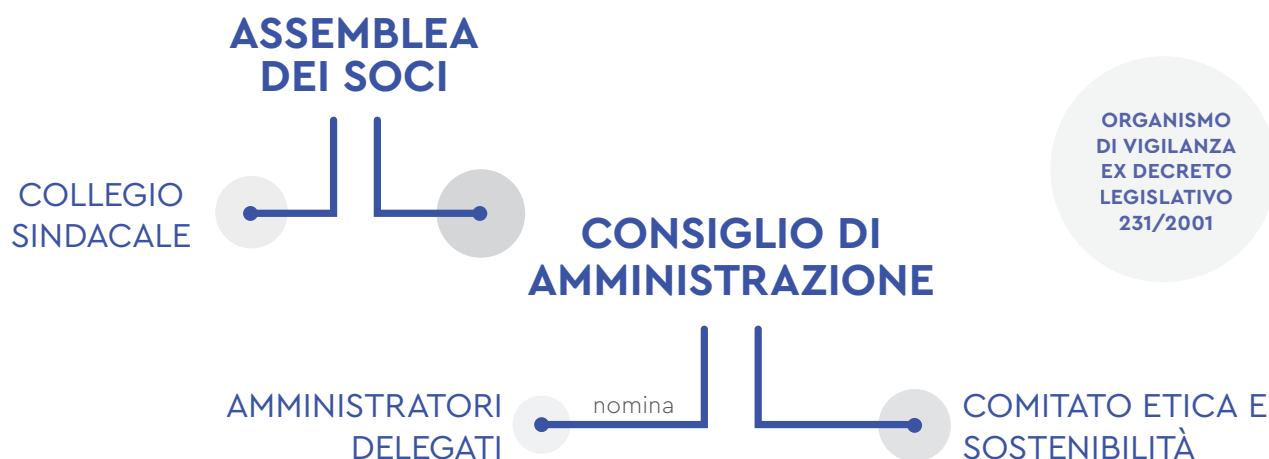 ASSEMBLEA
DEI SOCI
ORGANISMO
DI VIGILANZA
EX DECRETO
LEGISLATIVO
231/2001
COLLEGIO
SINDACALE
CONSIGLIO DI
AMMINISTRAZIONE
AMMINISTRATORI
DELEGATI
nomina
COMITATO ETICA E
SOSTENIBILITÀ